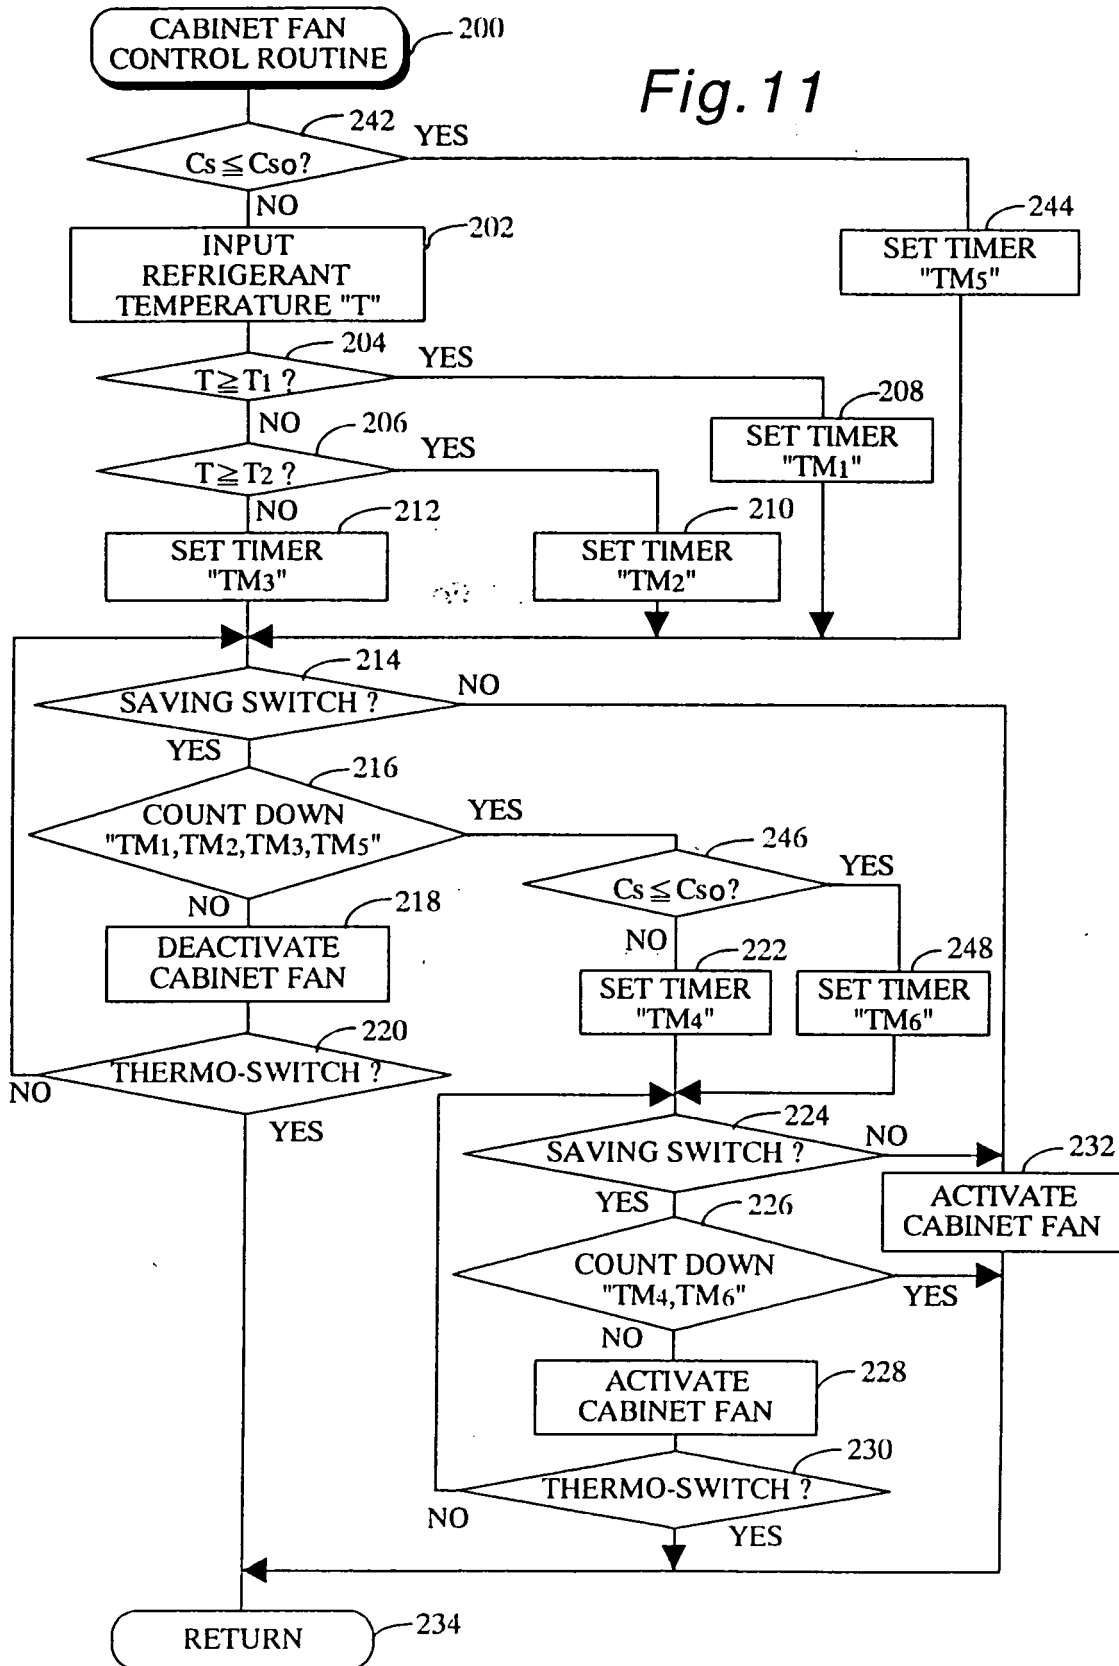 CABINET FAN
CONTROL ROUTINE
200
Fig.11
242
Cs ≦ Cso?
YES
NO
202
INPUT
REFRIGERANT
TEMPERATURE "T"
244
SET TIMER
"TM5"
204
T ≧ T1 ?
YES
NO
208
SET TIMER
"TM1"
206
T ≧ T2 ?
YES
NO
212
SET TIMER
"TM3"
210
SET TIMER
"TM2"
214
SAVING SWITCH ?
NO
YES
216
COUNT DOWN
"TM1,TM2,TM3,TM5"
YES
NO
246
Cs ≦ Cso?
YES
NO
218
DEACTIVATE
CABINET FAN
222
SET TIMER
"TM4"
248
SET TIMER
"TM6"
220
THERMO-SWITCH ?
NO
YES
224
SAVING SWITCH ?
NO
YES
232
ACTIVATE
CABINET FAN
226
COUNT DOWN
"TM4,TM6"
YES
NO
228
ACTIVATE
CABINET FAN
230
THERMO-SWITCH ?
NO
YES
RETURN
234